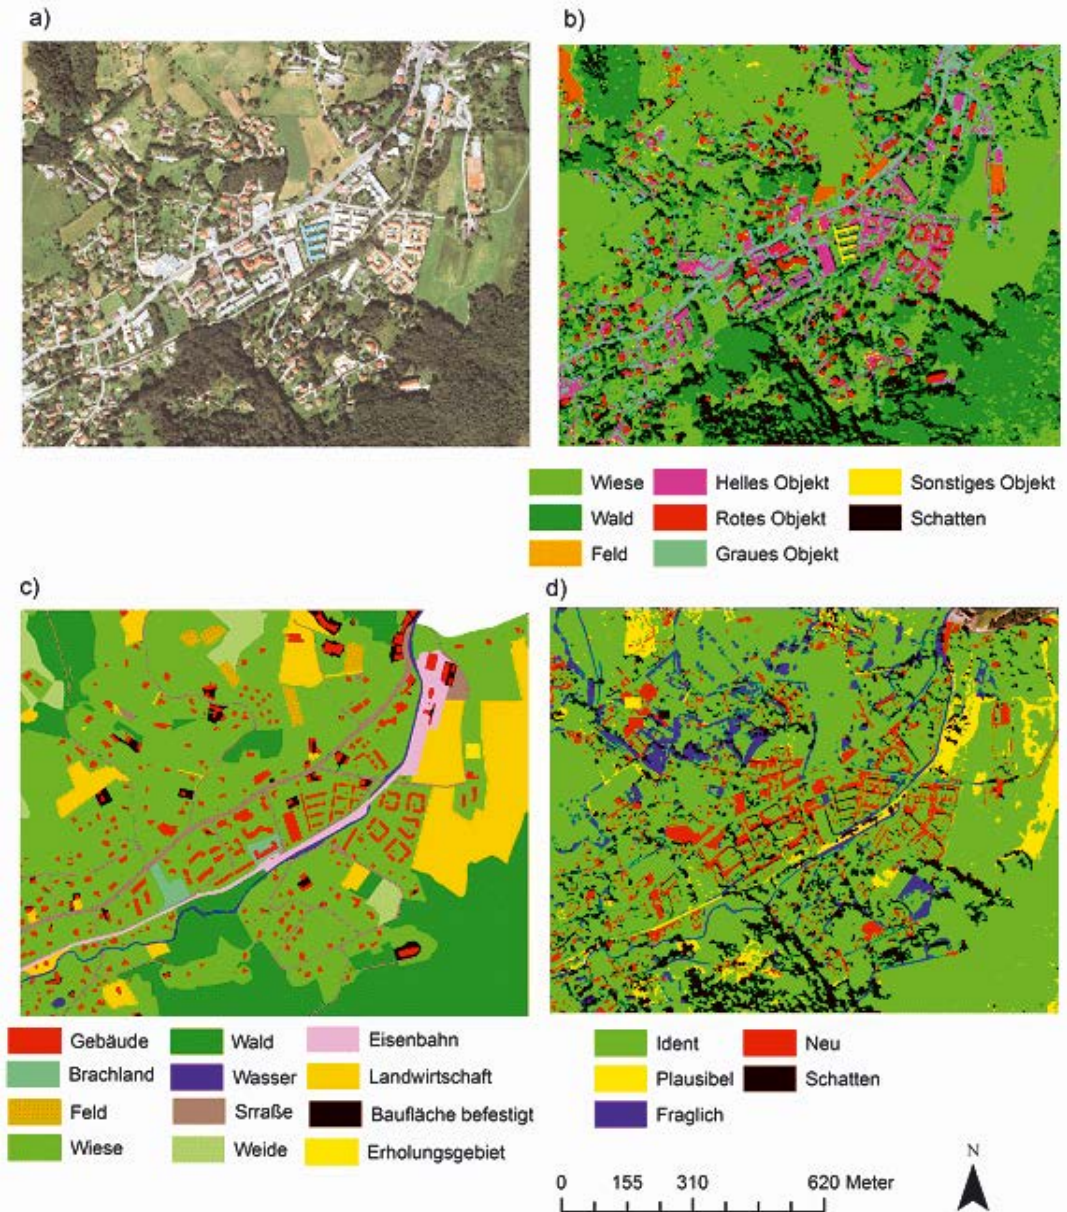 a)
b)
Wiese Helles Objekt Sonstiges Objekt
Wald Rotes Objekt Schatten
Feld Graues Objekt
c)
d)
Gebäude Wald Eisenbahn
Brachland Wasser Landwirtschaft
Feld Srraße Baufläche befestigt
Wiese Weide Erholungsgebiet
Ident Neu
Plausibel Schatten
Fraglich
N
0 155 310 620 Meter